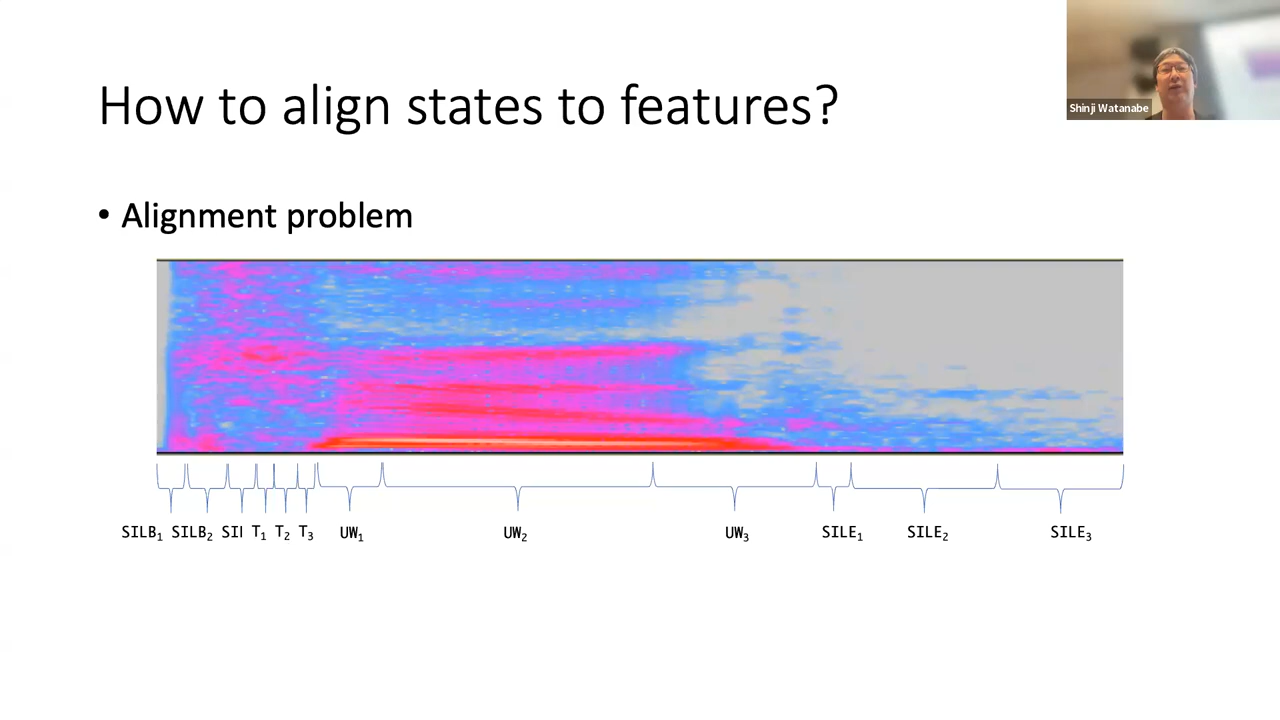 Shinji Watanabe
How to align states to features?
• Alignment problem
SILB₁ SILB₂ SII T₁ T₂ T₃ UW₁ UW₂ UW₃ SILE₁ SILE₂ SILE₃